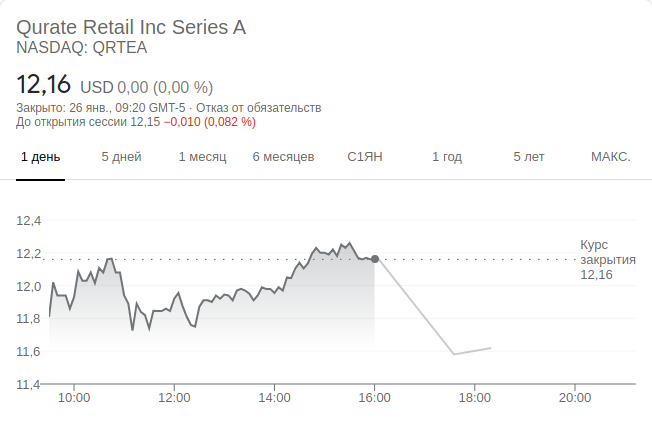 Qurate Retail Inc Series A
NASDAQ: QRTEA
12,16 USD 0,00 (0,00 %)
Закрыто: 26 янв., 09:20 GMT-5 · Отказ от обязательств
До открытия сессии 12,15 −0,010 (0,082 %)
1 день 5 дней 1 месяц 6 месяцев С1ЯН 1 год 5 лет МАКС.
12,4
12,2
12,0
11,8
11,6
11,4
Курс
закрытия
12,16
10:00 12:00 14:00 16:00 18:00 20:00